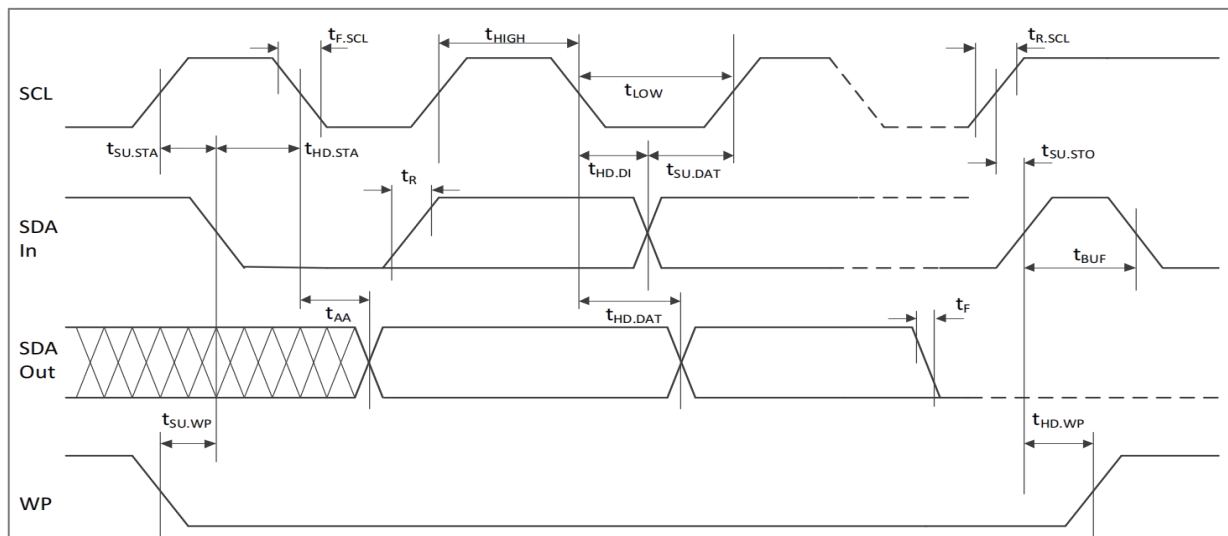 tF.SCL
tHIGH
tR.SCL
SCL
tLOW
tSU.STA
tHD.STA
tSU.STO
tHD.DI
tSU.DAT
tR
SDA
In
tBUF
tAA
tHD.DAT
tF
SDA
Out
tSU.WP
tHD.WP
WP